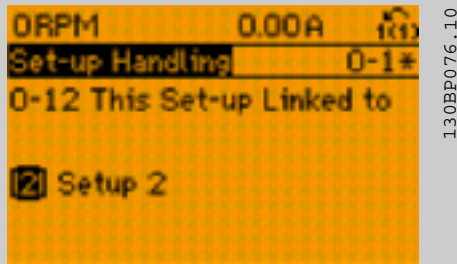 0RPM 0.00A 1(1)
Set-up Handling 0-1*
0-12 This Set-up Linked to
[2] Setup 2
130BP076.10